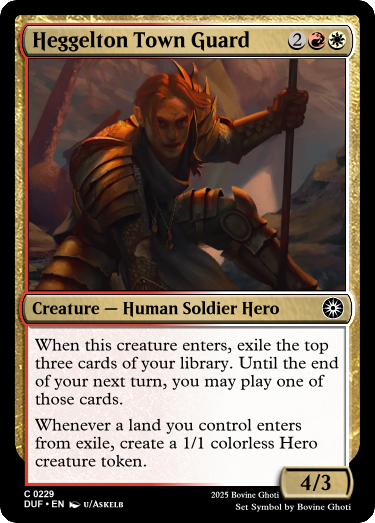 Heggelton Town Guard 2
Creature — Human Soldier Hero
When this creature enters, exile the top
three cards of your library. Until the end
of your next turn, you may play one of
those cards.
Whenever a land you control enters
from exile, create a 1/1 colorless Hero
creature token.
4/3
C 0229
DUF • EN u/Askelb
2025 Bovine Ghoti
Set Symbol by Bovine Ghoti